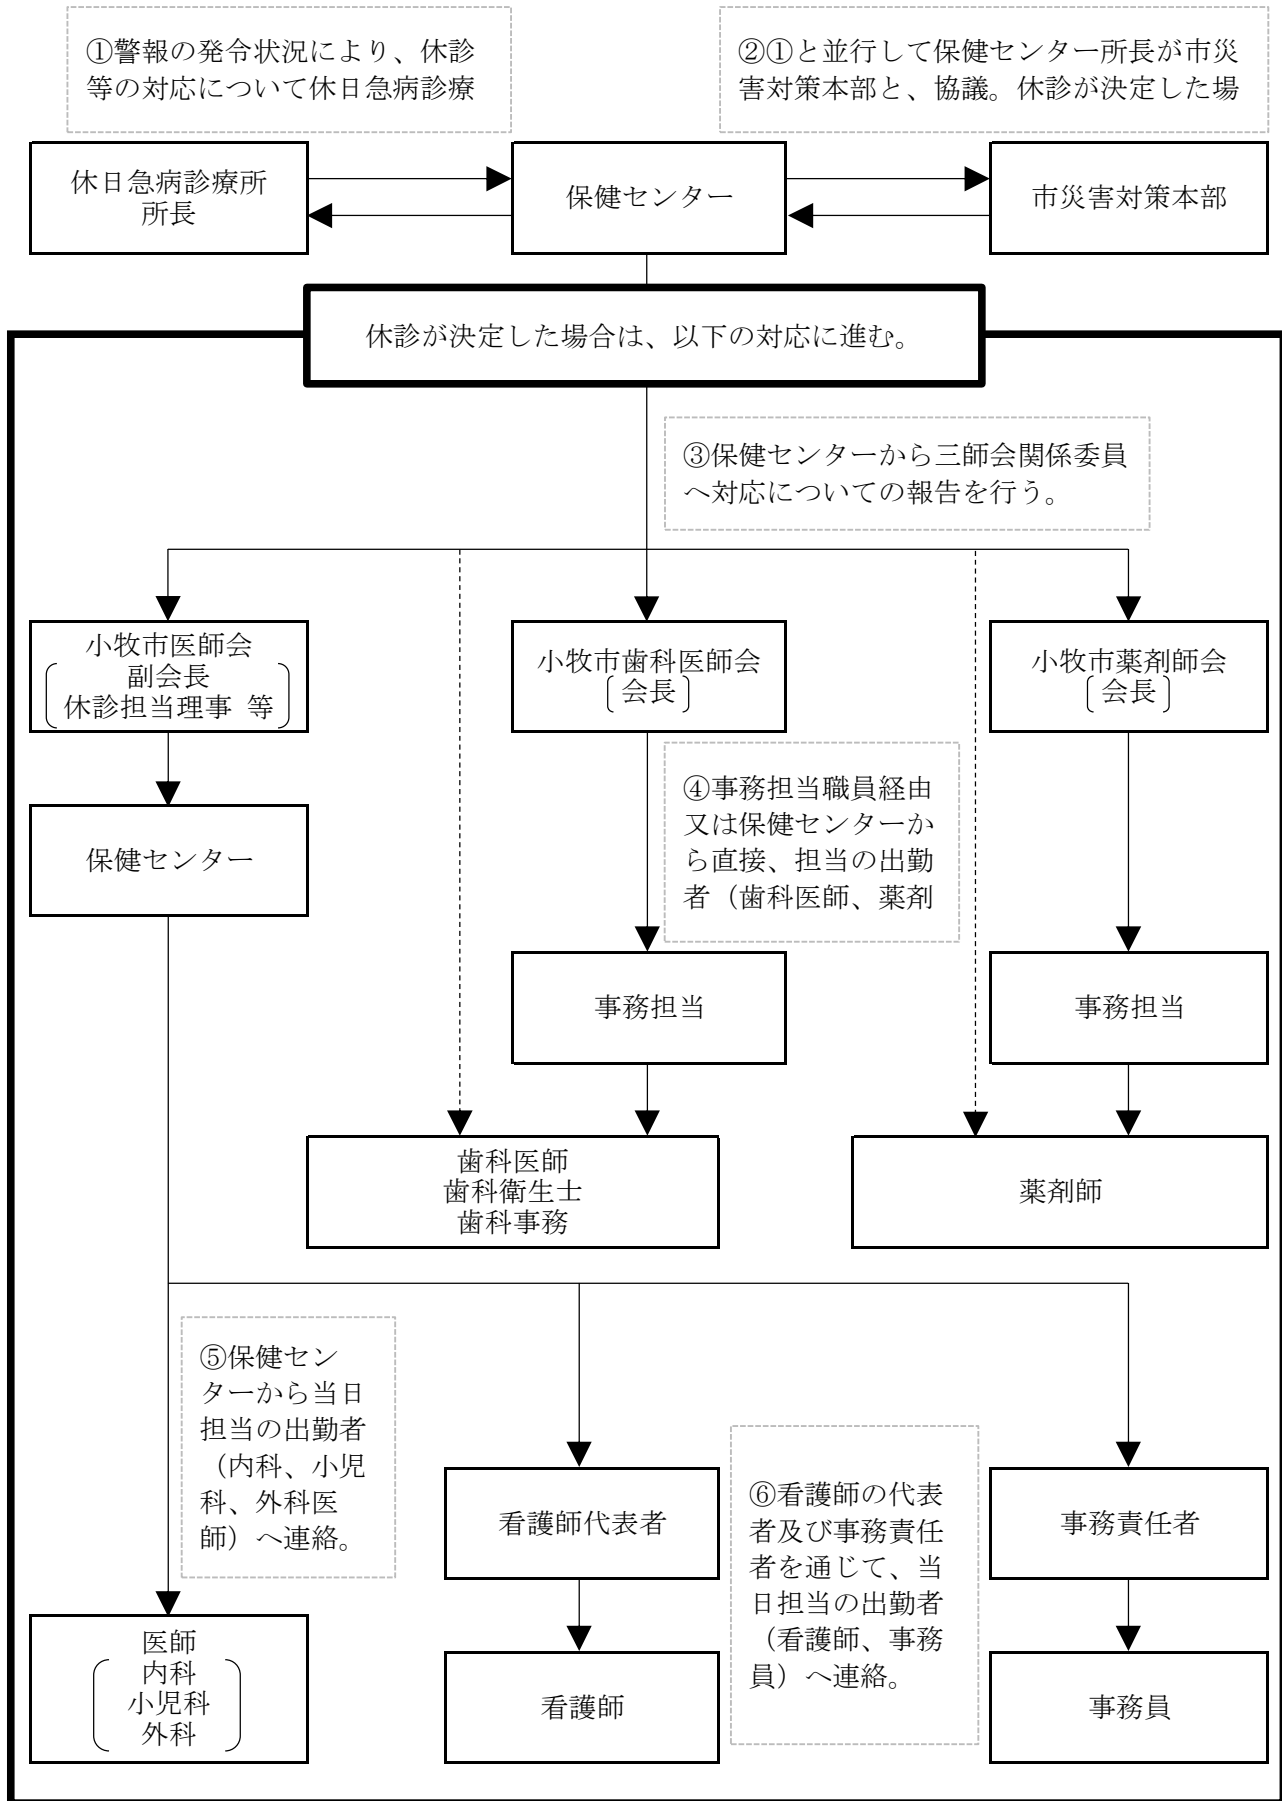 ①警報の発令状況により、休診
等の対応について休日急病診療
②①と並行して保健センター所長が市災
害対策本部と、協議。休診が決定した場
休日急病診療所
所長
保健センター
市災害対策本部
休診が決定した場合は、以下の対応に進む。
③保健センターから三師会関係委員
へ対応についての報告を行う。
小牧市医師会
副会長
休診担当理事 等
小牧市歯科医師会
〔会長〕
小牧市薬剤師会
〔会長〕
保健センター
④事務担当職員経由
又は保健センターか
ら直接、担当の出勤
者（歯科医師、薬剤
事務担当
事務担当
歯科医師
歯科衛生士
歯科事務
薬剤師
⑤保健セン
ターから当日
担当の出勤者
（内科、小児
科、外科医
師）へ連絡。
看護師代表者
⑥看護師の代表
者及び事務責任
者を通じて、当
日担当の出勤者
（看護師、事務
員）へ連絡。
事務責任者
医師
内科
小児科
外科
看護師
事務員